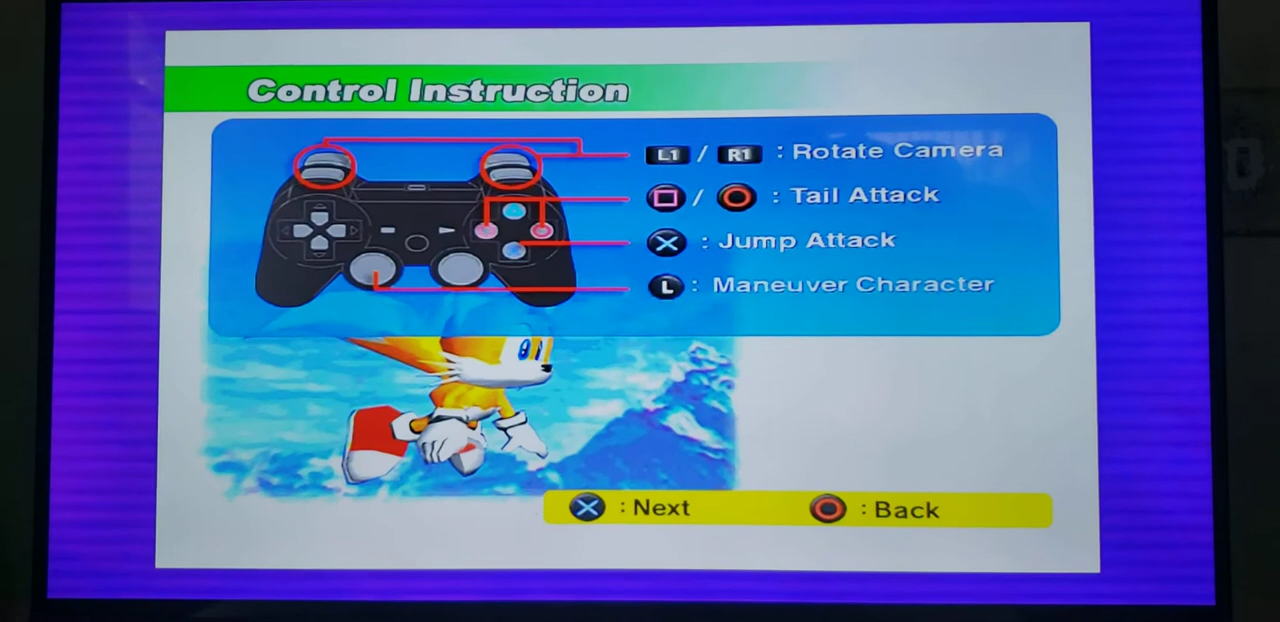 Control Instruction
L1 / R1 : Rotate Camera
/ : Tail Attack
: Jump Attack
L : Maneuver Character
: Next : Back